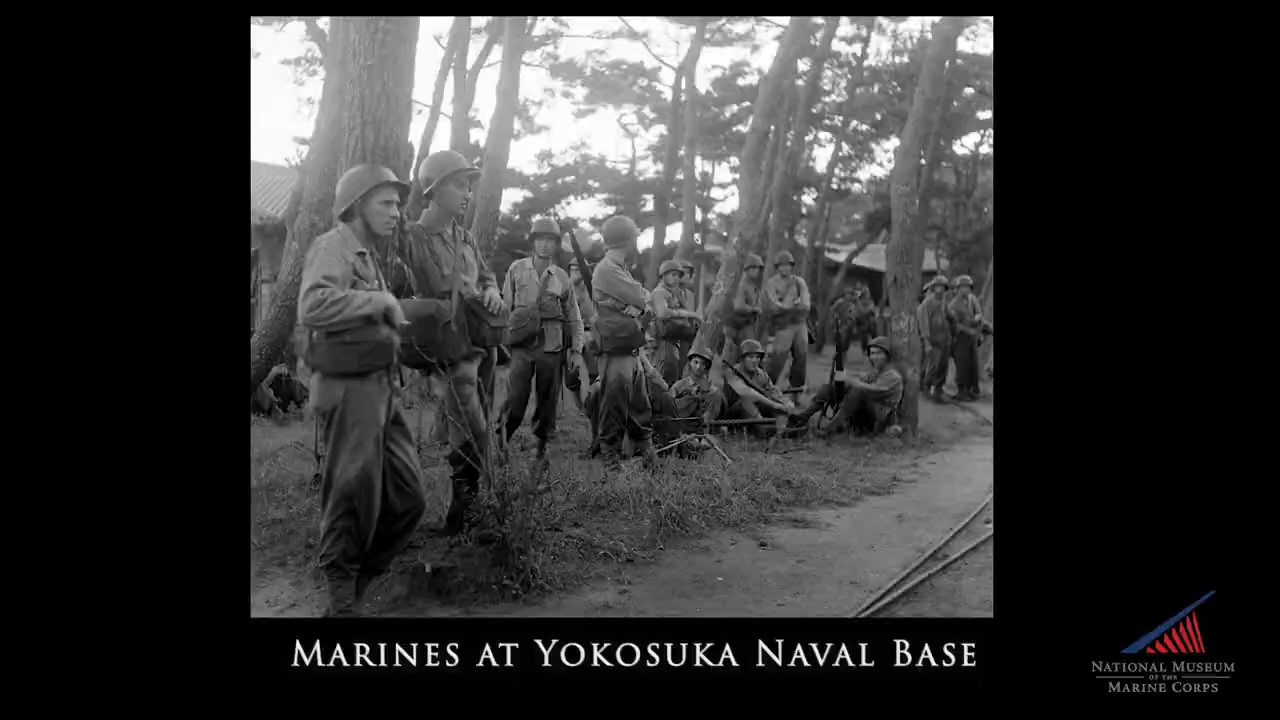 Marines at Yokosuka Naval Base
National Museum
of the
Marine Corps